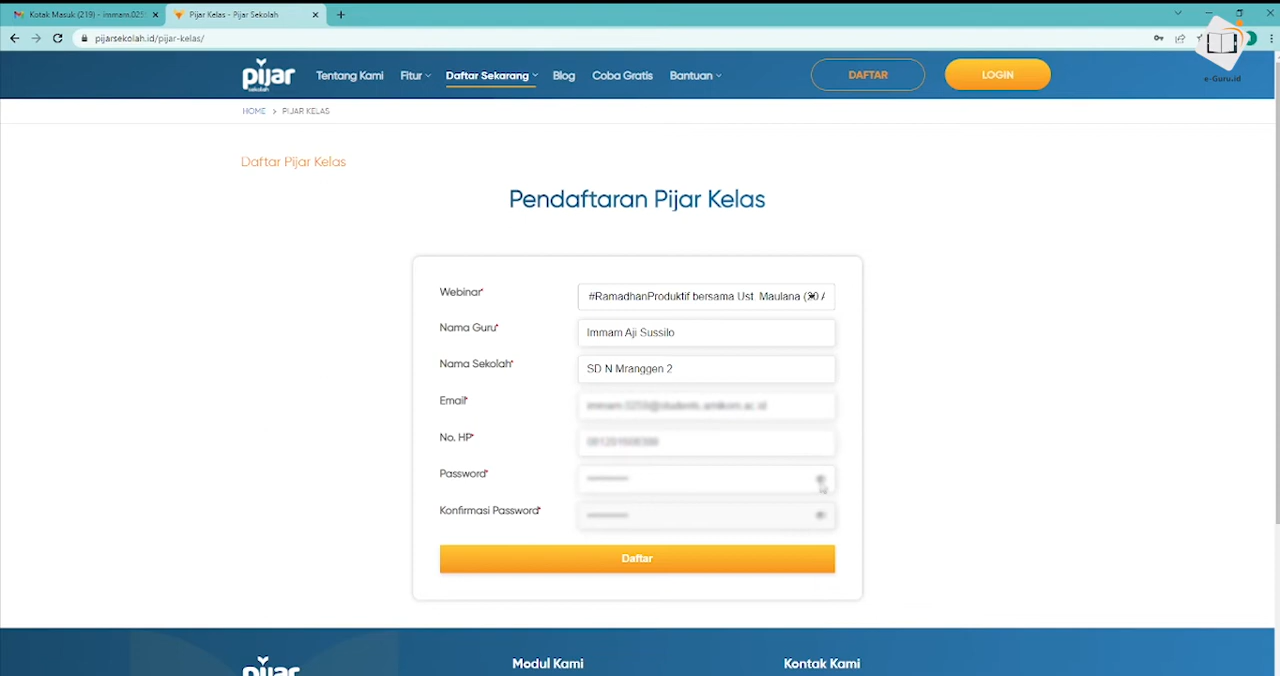 Kotak Masuk (219) - immam.025
Pijar Kelas - Pijar Sekolah
pijarsekolah.id/pijar-kelas/
e-Guru.id
pijar
sekolah
Tentang Kami
Fitur
Daftar Sekarang
Blog
Coba Gratis
Bantuan
DAFTAR
LOGIN
HOME > PIJAR KELAS
Daftar Pijar Kelas
Pendaftaran Pijar Kelas
Webinar* #RamadhanProduktif bersama Ust Maulana
Nama Guru* Immam Aji Sussilo
Nama Sekolah* SD N Mranggen 2
Email*
No. HP*
Password*
Konfirmasi Password*
Daftar
pijar
Modul Kami
Kontak Kami